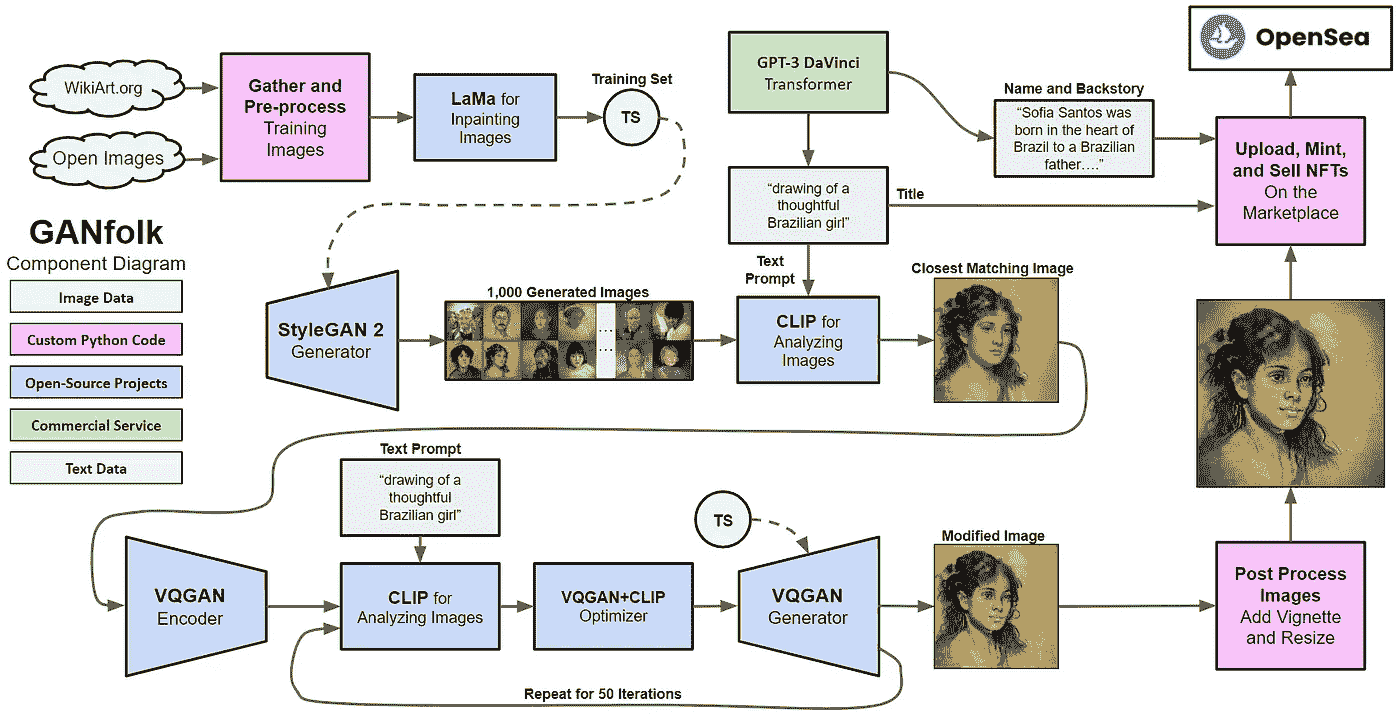 WikiArt.org
Open Images
Gather and
Pre-process
Training
Images
LaMa for
Inpainting
Images
Training Set
TS
GPT-3 DaVinci
Transformer
Name and Backstory
“Sofia Santos was
born in the heart of
Brazil to a Brazilian
father….”
OpenSea
Upload, Mint,
and Sell NFTs
On the
Marketplace
“drawing of a
thoughtful
Brazilian girl”
Title
Text
Prompt
GANfolk
Component Diagram
Image Data
Custom Python Code
Open-Source Projects
Commercial Service
Text Data
StyleGAN 2
Generator
1,000 Generated Images
...
...
CLIP for
Analyzing
Images
Closest Matching Image
Text Prompt
“drawing of a
thoughtful
Brazilian girl”
VQGAN
Encoder
CLIP for
Analyzing Images
VQGAN+CLIP
Optimizer
TS
VQGAN
Generator
Modified Image
Post Process
Images
Add Vignette
and Resize
Repeat for 50 Iterations